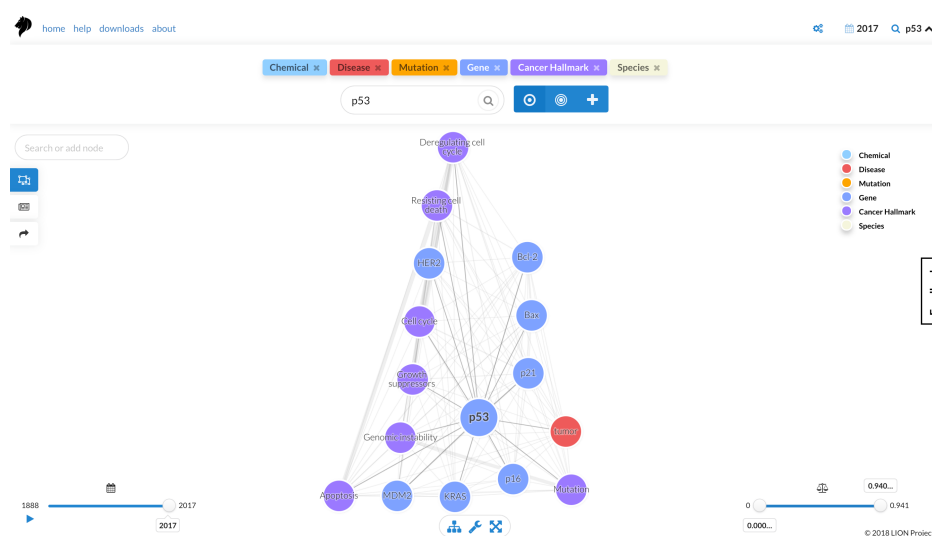 home help downloads about
2017 p53
Chemical × Disease × Mutation × Gene × Cancer Hallmark × Species ×
p53
Search or add node
Deregulating cell
cycle
Resisting cell
death
HER2
Bcl-2
Cell cycle
Bax
Growth
suppressors
p21
p53
Genomic instability
tumor
Apoptosis
MDM2
KRAS
p16
Mutation
Chemical
Disease
Mutation
Gene
Cancer Hallmark
Species
1888
2017
2017
0.940...
0
0.941
0.000...
© 2018 LION Projec